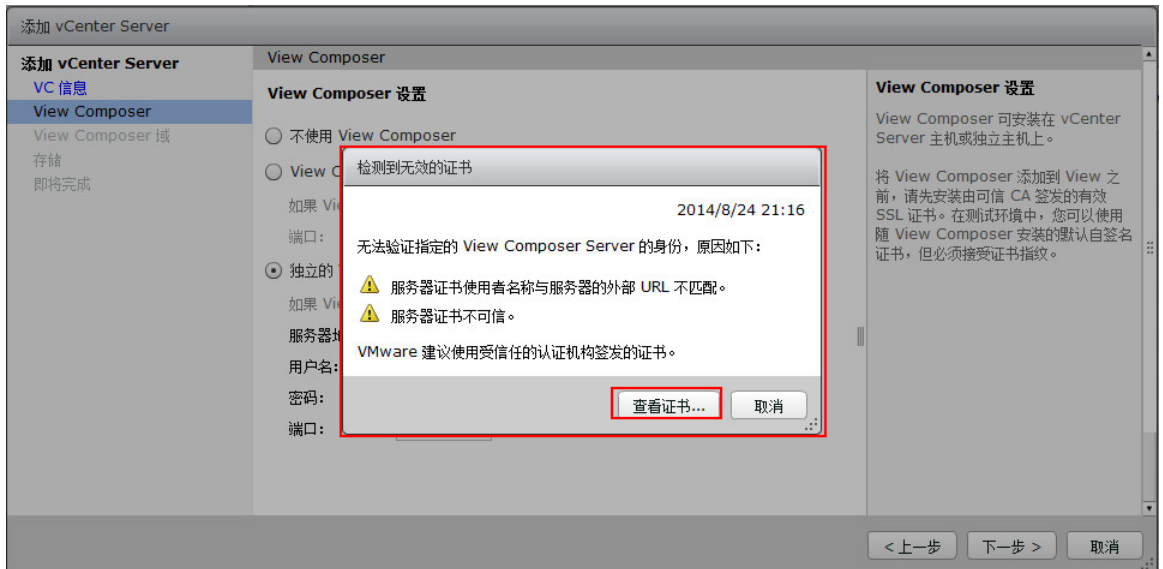 添加 vCenter Server
添加 vCenter Server
VC 信息
View Composer
View Composer 域
存储
即将完成
View Composer
View Composer 设置
不使用 View Composer
View C
如果 Vie
端口：
独立的
如果 Vie
服务器地
用户名：
密码：
端口：
检测到无效的证书
2014/8/24 21:16
无法验证指定的 View Composer Server 的身份，原因如下：
服务器证书使用者名称与服务器的外部 URL 不匹配。
服务器证书不可信。
VMware 建议使用受信任的认证机构签发的证书。
查看证书...
取消
View Composer 设置
View Composer 可安装在 vCenter
Server 主机或独立主机上。
将 View Composer 添加到 View 之
前，请先安装由可信 CA 签发的有效
SSL 证书。在测试环境中，您可以使用
随 View Composer 安装的默认自签名
证书，但必须接受证书指纹。
< 上一步
下一步 >
取消